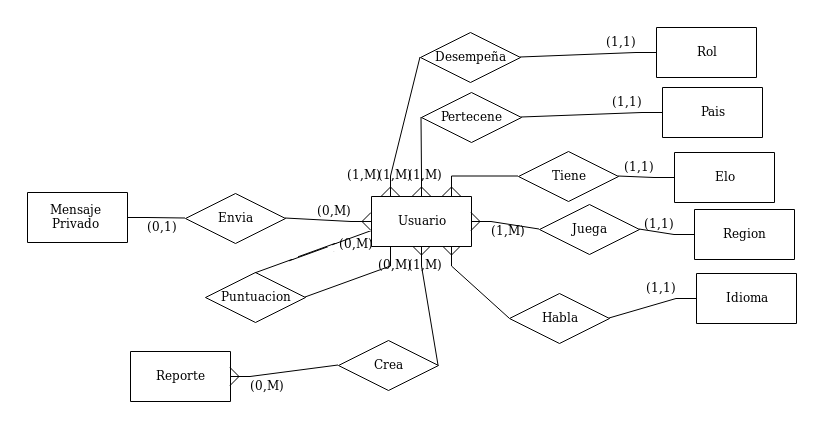 Desempeña
(1,1)
Rol
Pertecene
(1,1)
Pais
(1,M)
(1,M)
(1,M)
Tiene
(1,1)
Elo
Mensaje
Privado
(0,1)
Envia
(0,M)
Usuario
(1,M)
Juega
(1,1)
Region
(0,M)
Puntuacion
(0,M)
(1,M)
Habla
(1,1)
Idioma
Reporte
(0,M)
Crea